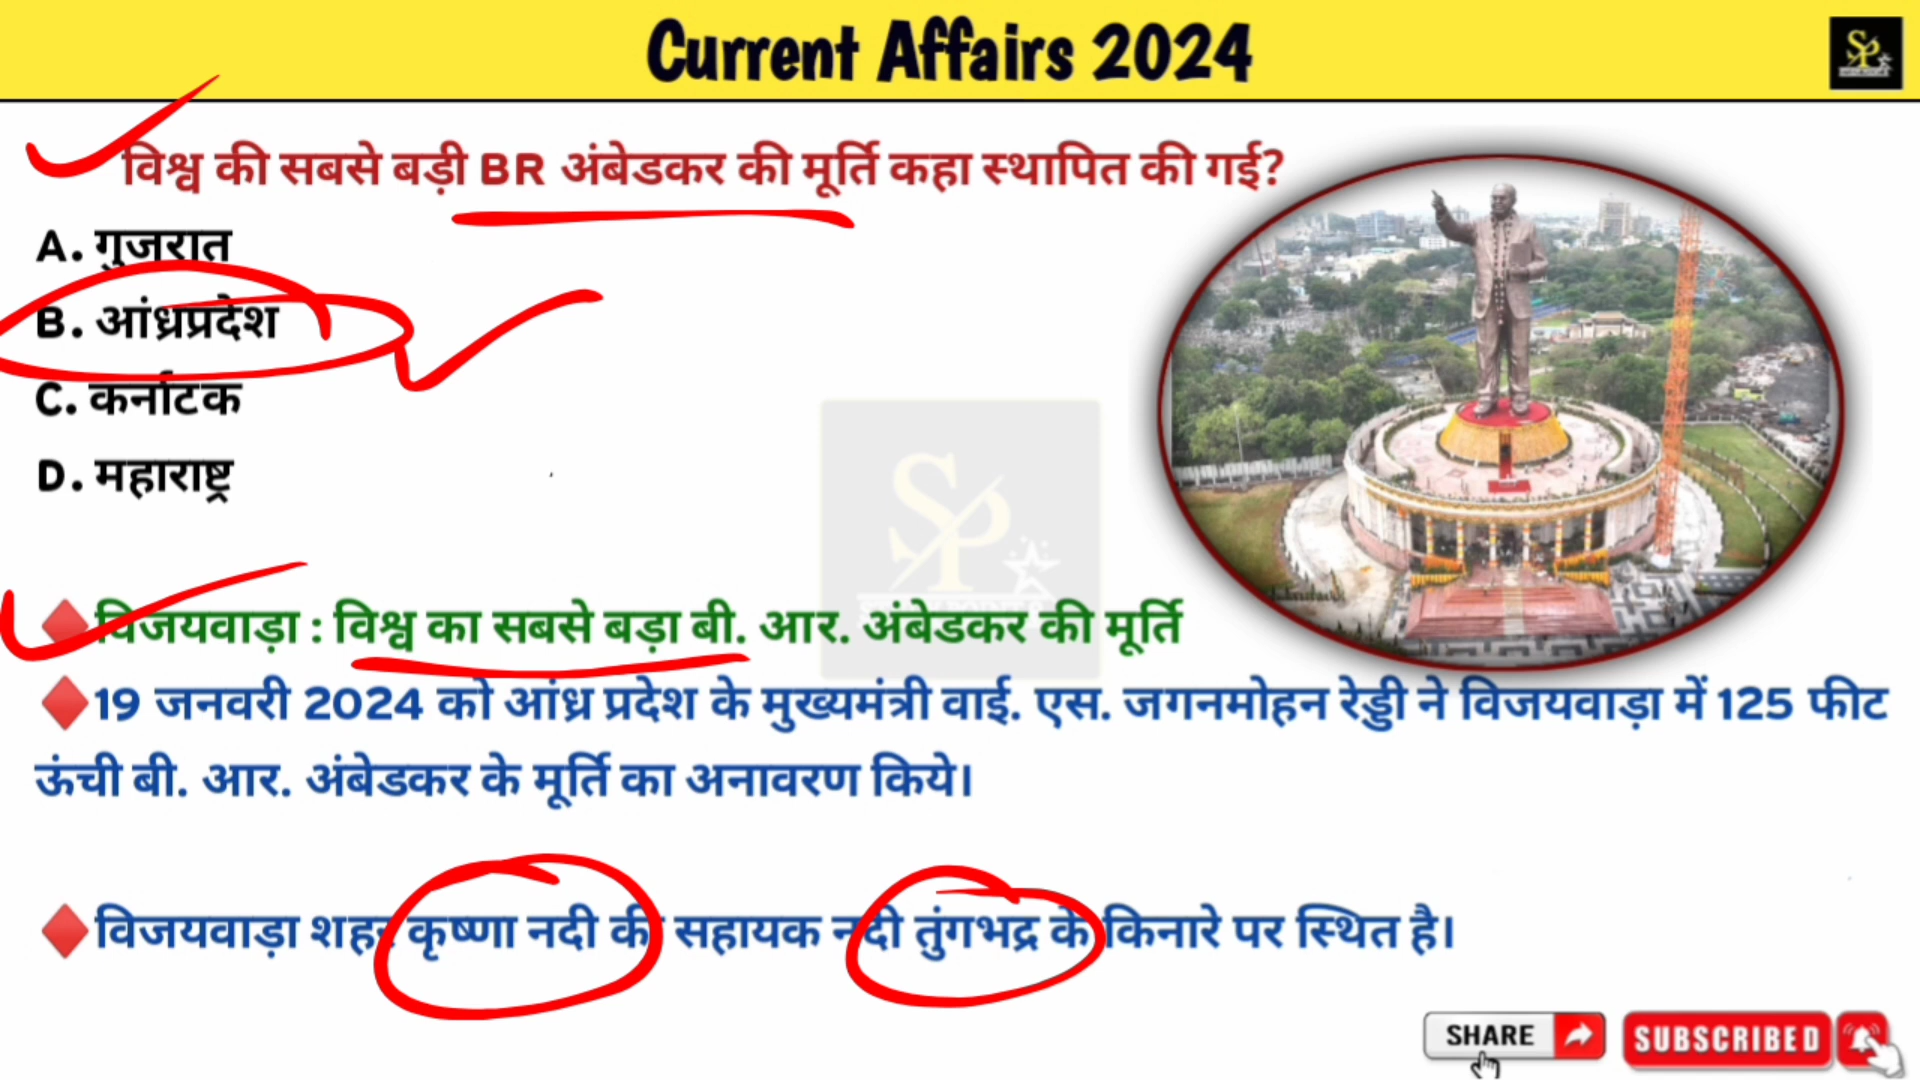 Current Affairs 2024
विश्व की सबसे बड़ी BR अंबेडकर की मूर्ति कहा स्थापित की गई?
A. गुजरात
B. आंध्रप्रदेश
C. कर्नाटक
D. महाराष्ट्र
विजयवाड़ा : विश्व का सबसे बड़ा बी. आर. अंबेडकर की मूर्ति
19 जनवरी 2024 को आंध्र प्रदेश के मुख्यमंत्री वाई. एस. जगनमोहन रेड्डी ने विजयवाड़ा में 125 फीट
ऊंची बी. आर. अंबेडकर के मूर्ति का अनावरण किये।
विजयवाड़ा शहर कृष्णा नदी की सहायक नदी तुंगभद्र के किनारे पर स्थित है।
SHARE
SUBSCRIBED
SP